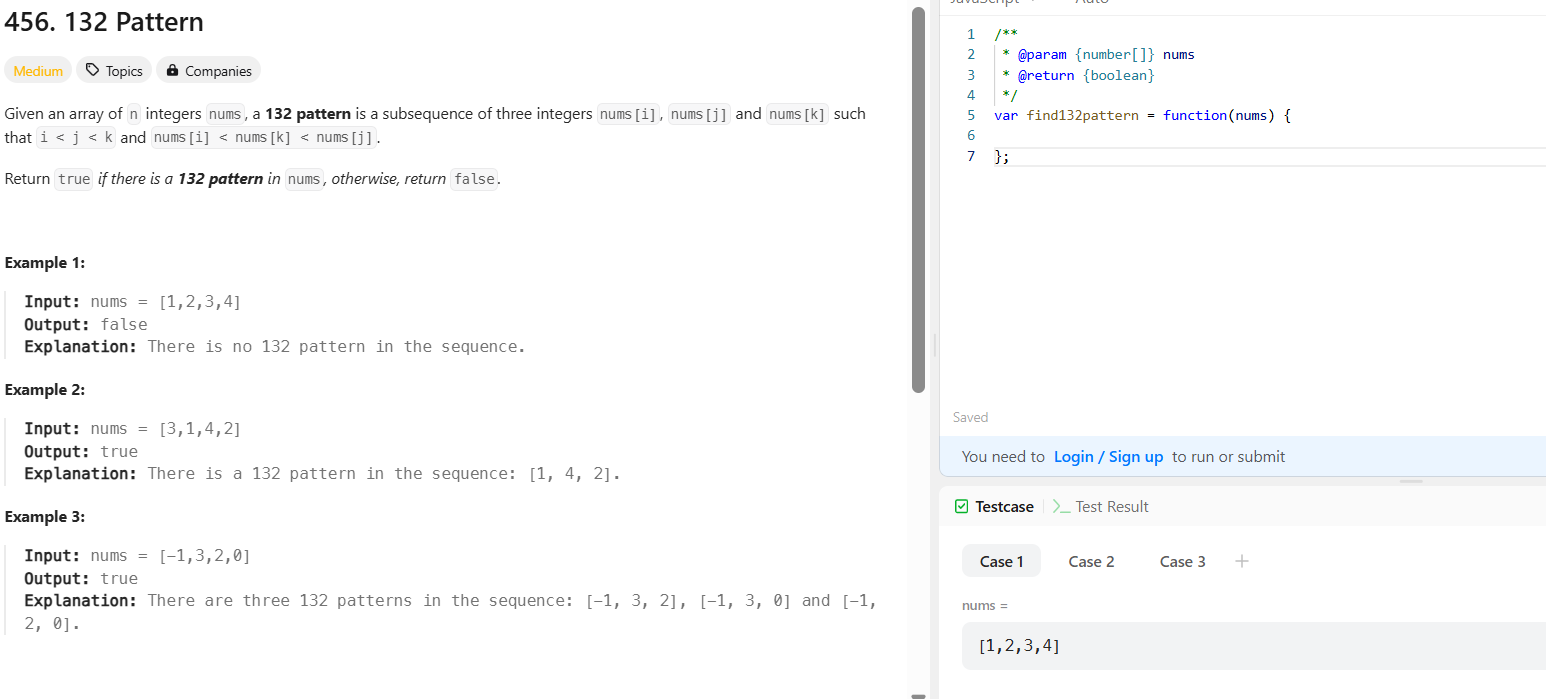 456. 132 Pattern
Medium Topics Companies
Given an array of n integers nums, a 132 pattern is a subsequence of three integers nums[i], nums[j] and nums[k] such
that i < j < k and nums[i] < nums[k] < nums[j].
Return true if there is a 132 pattern in nums, otherwise, return false.
Example 1:
Input: nums = [1,2,3,4]
Output: false
Explanation: There is no 132 pattern in the sequence.
Example 2:
Input: nums = [3,1,4,2]
Output: true
Explanation: There is a 132 pattern in the sequence: [1, 4, 2].
Example 3:
Input: nums = [-1,3,2,0]
Output: true
Explanation: There are three 132 patterns in the sequence: [-1, 3, 2], [-1, 3, 0] and [-1,
2, 0].
JavaScript Auto
1 /**
2 * @param {number[]} nums
3 * @return {boolean}
4 */
5 var find132pattern = function(nums) {
6
7 };
Saved
You need to Login / Sign up to run or submit
Testcase >_ Test Result
Case 1 Case 2 Case 3 +
nums =
[1,2,3,4]